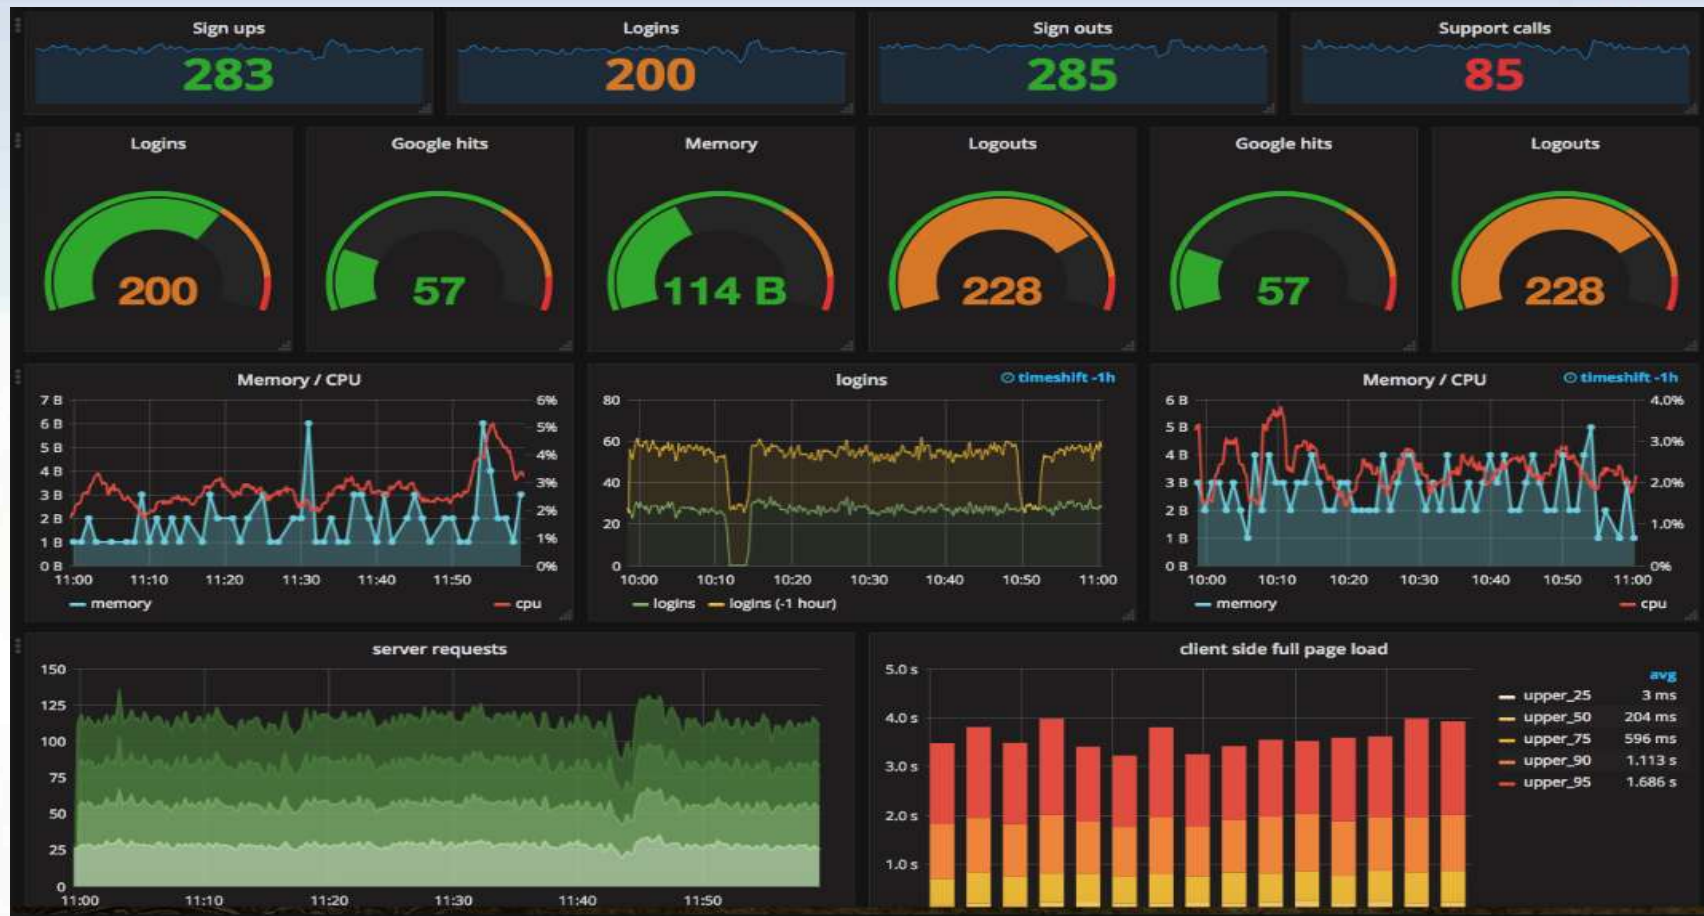 Sign ups
283
Logins
200
Sign outs
285
Support calls
85
Logins
200
Google hits
57
Memory
114 B
Logouts
228
Google hits
57
Logouts
228
Memory / CPU
7 B
6 B
5 B
4 B
3 B
2 B
1 B
0 B
6%
5%
4%
3%
2%
1%
0%
11:00 11:10 11:20 11:30 11:40 11:50
memory cpu
logins
timeshift -1h
80
60
40
20
0
10:00 10:10 10:20 10:30 10:40 10:50 11:00
logins logins (-1 hour)
Memory / CPU
timeshift -1h
6 B
5 B
4 B
3 B
2 B
1 B
0 B
4.0%
3.0%
2.0%
1.0%
0%
10:00 10:10 10:20 10:30 10:40 10:50 11:00
memory cpu
server requests
150
125
100
75
50
25
0
11:00 11:10 11:20 11:30 11:40 11:50
client side full page load
5.0 s
4.0 s
3.0 s
2.0 s
1.0 s
avg
upper_25 3 ms
upper_50 204 ms
upper_75 596 ms
upper_90 1.113 s
upper_95 1.686 s